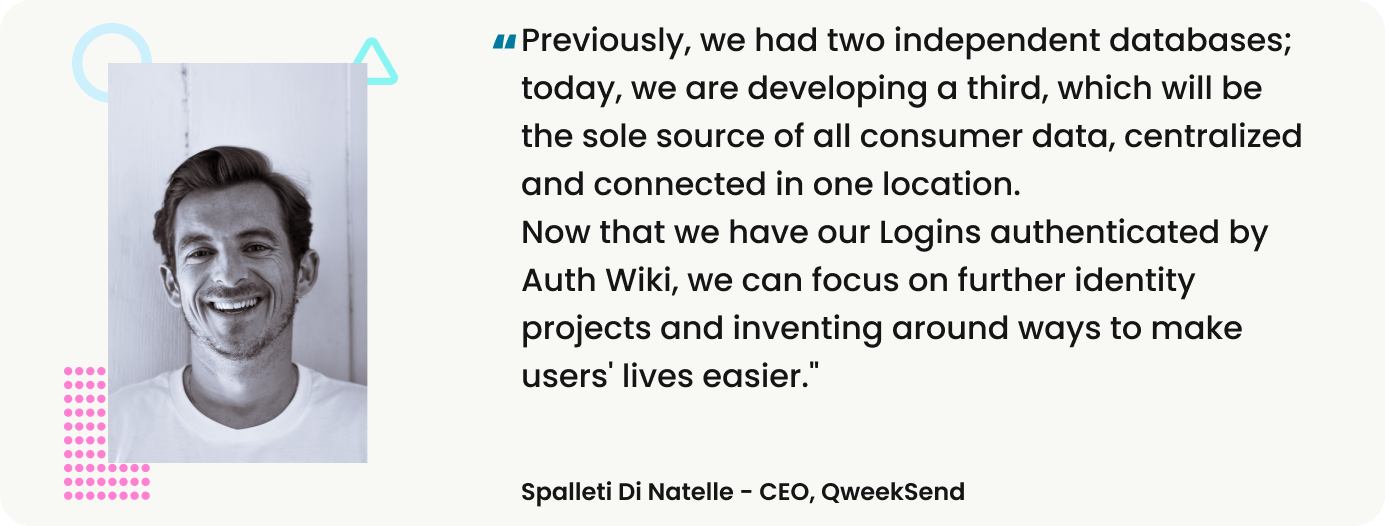 “Previously, we had two independent databases;
today, we are developing a third, which will be
the sole source of all consumer data, centralized
and connected in one location.
Now that we have our Logins authenticated by
Auth Wiki, we can focus on further identity
projects and inventing around ways to make
users' lives easier."
Spalleti Di Natelle - CEO, QweekSend